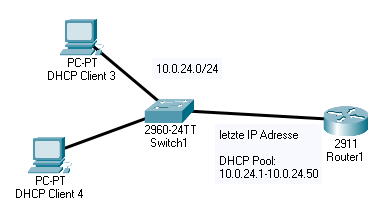 PC-PT
DHCP Client 3
10.0.24.0/24
2960-24TT
Switch1
letzte IP Adresse
DHCP Pool:
10.0.24.1-10.0.24.50
2911
Router1
PC-PT
DHCP Client 4